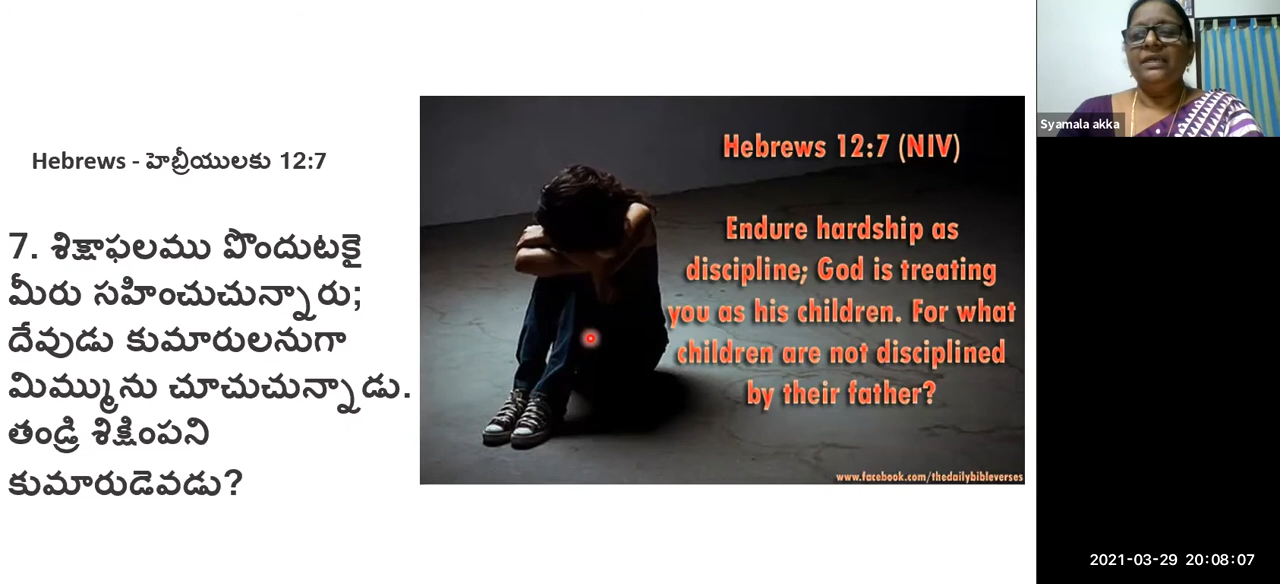 Hebrews - హెబ్రీయులకు 12:7
7. శిక్షాఫలము పొందుటకై
మీరు సహించుచున్నారు;
దేవుడు కుమారులనుగా
మిమ్మును చూచుచున్నాడు.
తండ్రి శిక్షింపని
కుమారుడెవడు?
Hebrews 12:7 (NIV)
Endure hardship as
discipline; God is treating
you as his children. For what
children are not disciplined
by their father?
www.facebook.com/thedailybibleverses
Syamala akka
2021-03-29 20:08:07